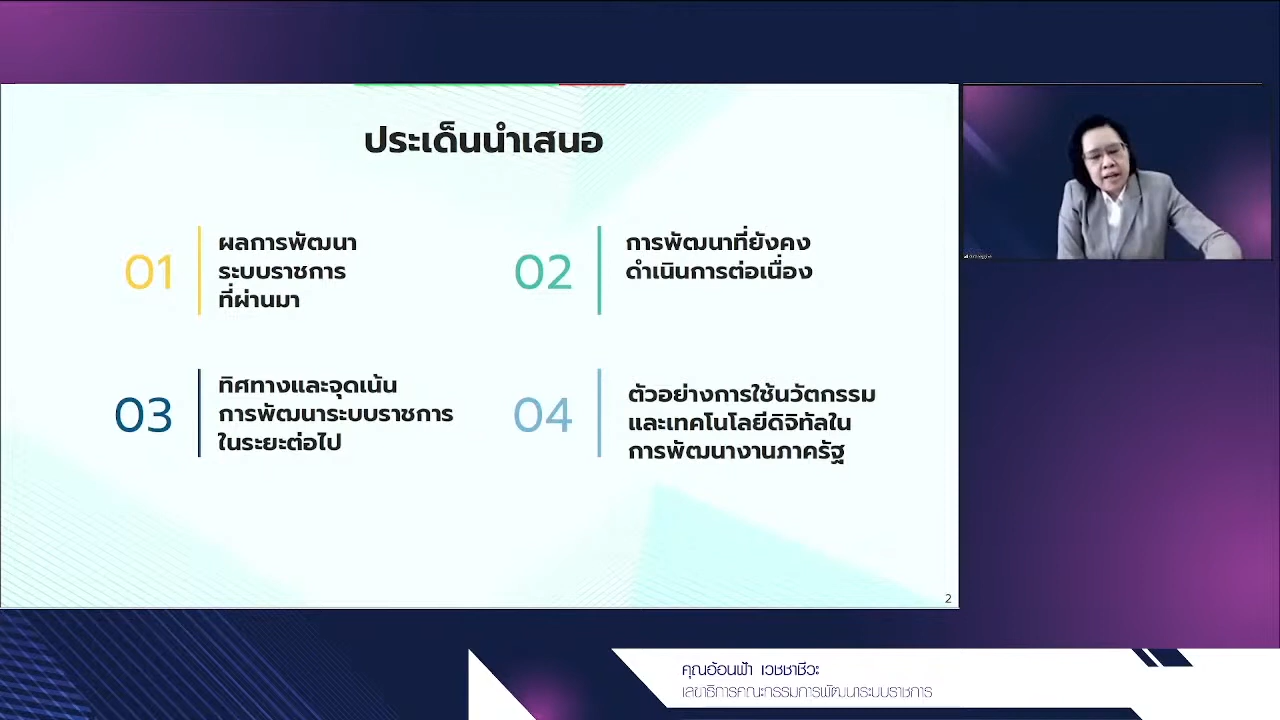 ประเด็นนำเสนอ
01
ผลการพัฒนา
ระบบราชการ
ที่ผ่านมา
02
การพัฒนาที่ยังคง
ดำเนินการต่อเนื่อง
03
ทิศทางและจุดเน้น
การพัฒนาระบบราชการ
ในระยะต่อไป
04
ตัวอย่างการใช้นวัตกรรม
และเทคโนโลยีดิจิทัลใน
การพัฒนางานภาครัฐ
2
คุณอ้อนฟ้า เวชชาชีวะ
เลขาธิการคณะกรรมการพัฒนาระบบราชการ